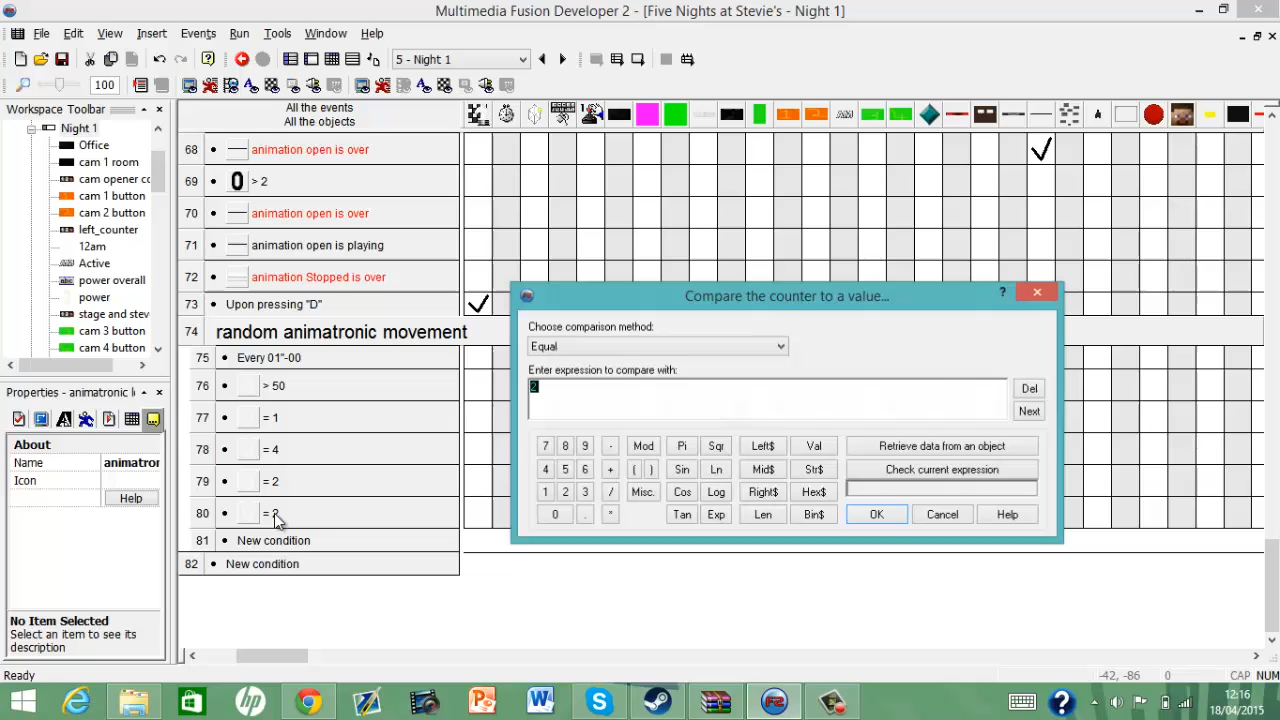 Multimedia Fusion Developer 2 - [Five Nights at Stevie's - Night 1]
File Edit View Insert Events Run Tools Window Help
5 - Night 1
100
Workspace Toolbar
Night 1
Office
cam 1 room
cam opener co
cam 1 button
cam 2 button
left_counter
12am
Active
power overall
power
stage and stev
cam 3 button
cam 4 button
All the events
All the objects
68 animation open is over
69 0 > 2
70 animation open is over
71 animation open is playing
72 animation Stopped is over
73 Upon pressing "D"
74 random animatronic movement
75 Every 01"-00
76 > 50
77 = 1
78 = 4
79 = 2
80 = 2
81 New condition
82 New condition
Properties - animatronic l
About
Name animatror
Icon
Help
No Item Selected
Select an item to see its
description
Compare the counter to a value...
Choose comparison method:
Equal
Enter expression to compare with:
2
Del
Next
7 8 9 - Mod Pi Sqr Left$ Val Retrieve data from an object
4 5 6 + ( ) Sin Ln Mid$ Str$ Check current expression
1 2 3 / Misc. Cos Log Right$ Hex$
0 . * Tan Exp Len Bin$ OK Cancel Help
Ready
-42, -86 0 CAP NUM
12:16
18/04/2015